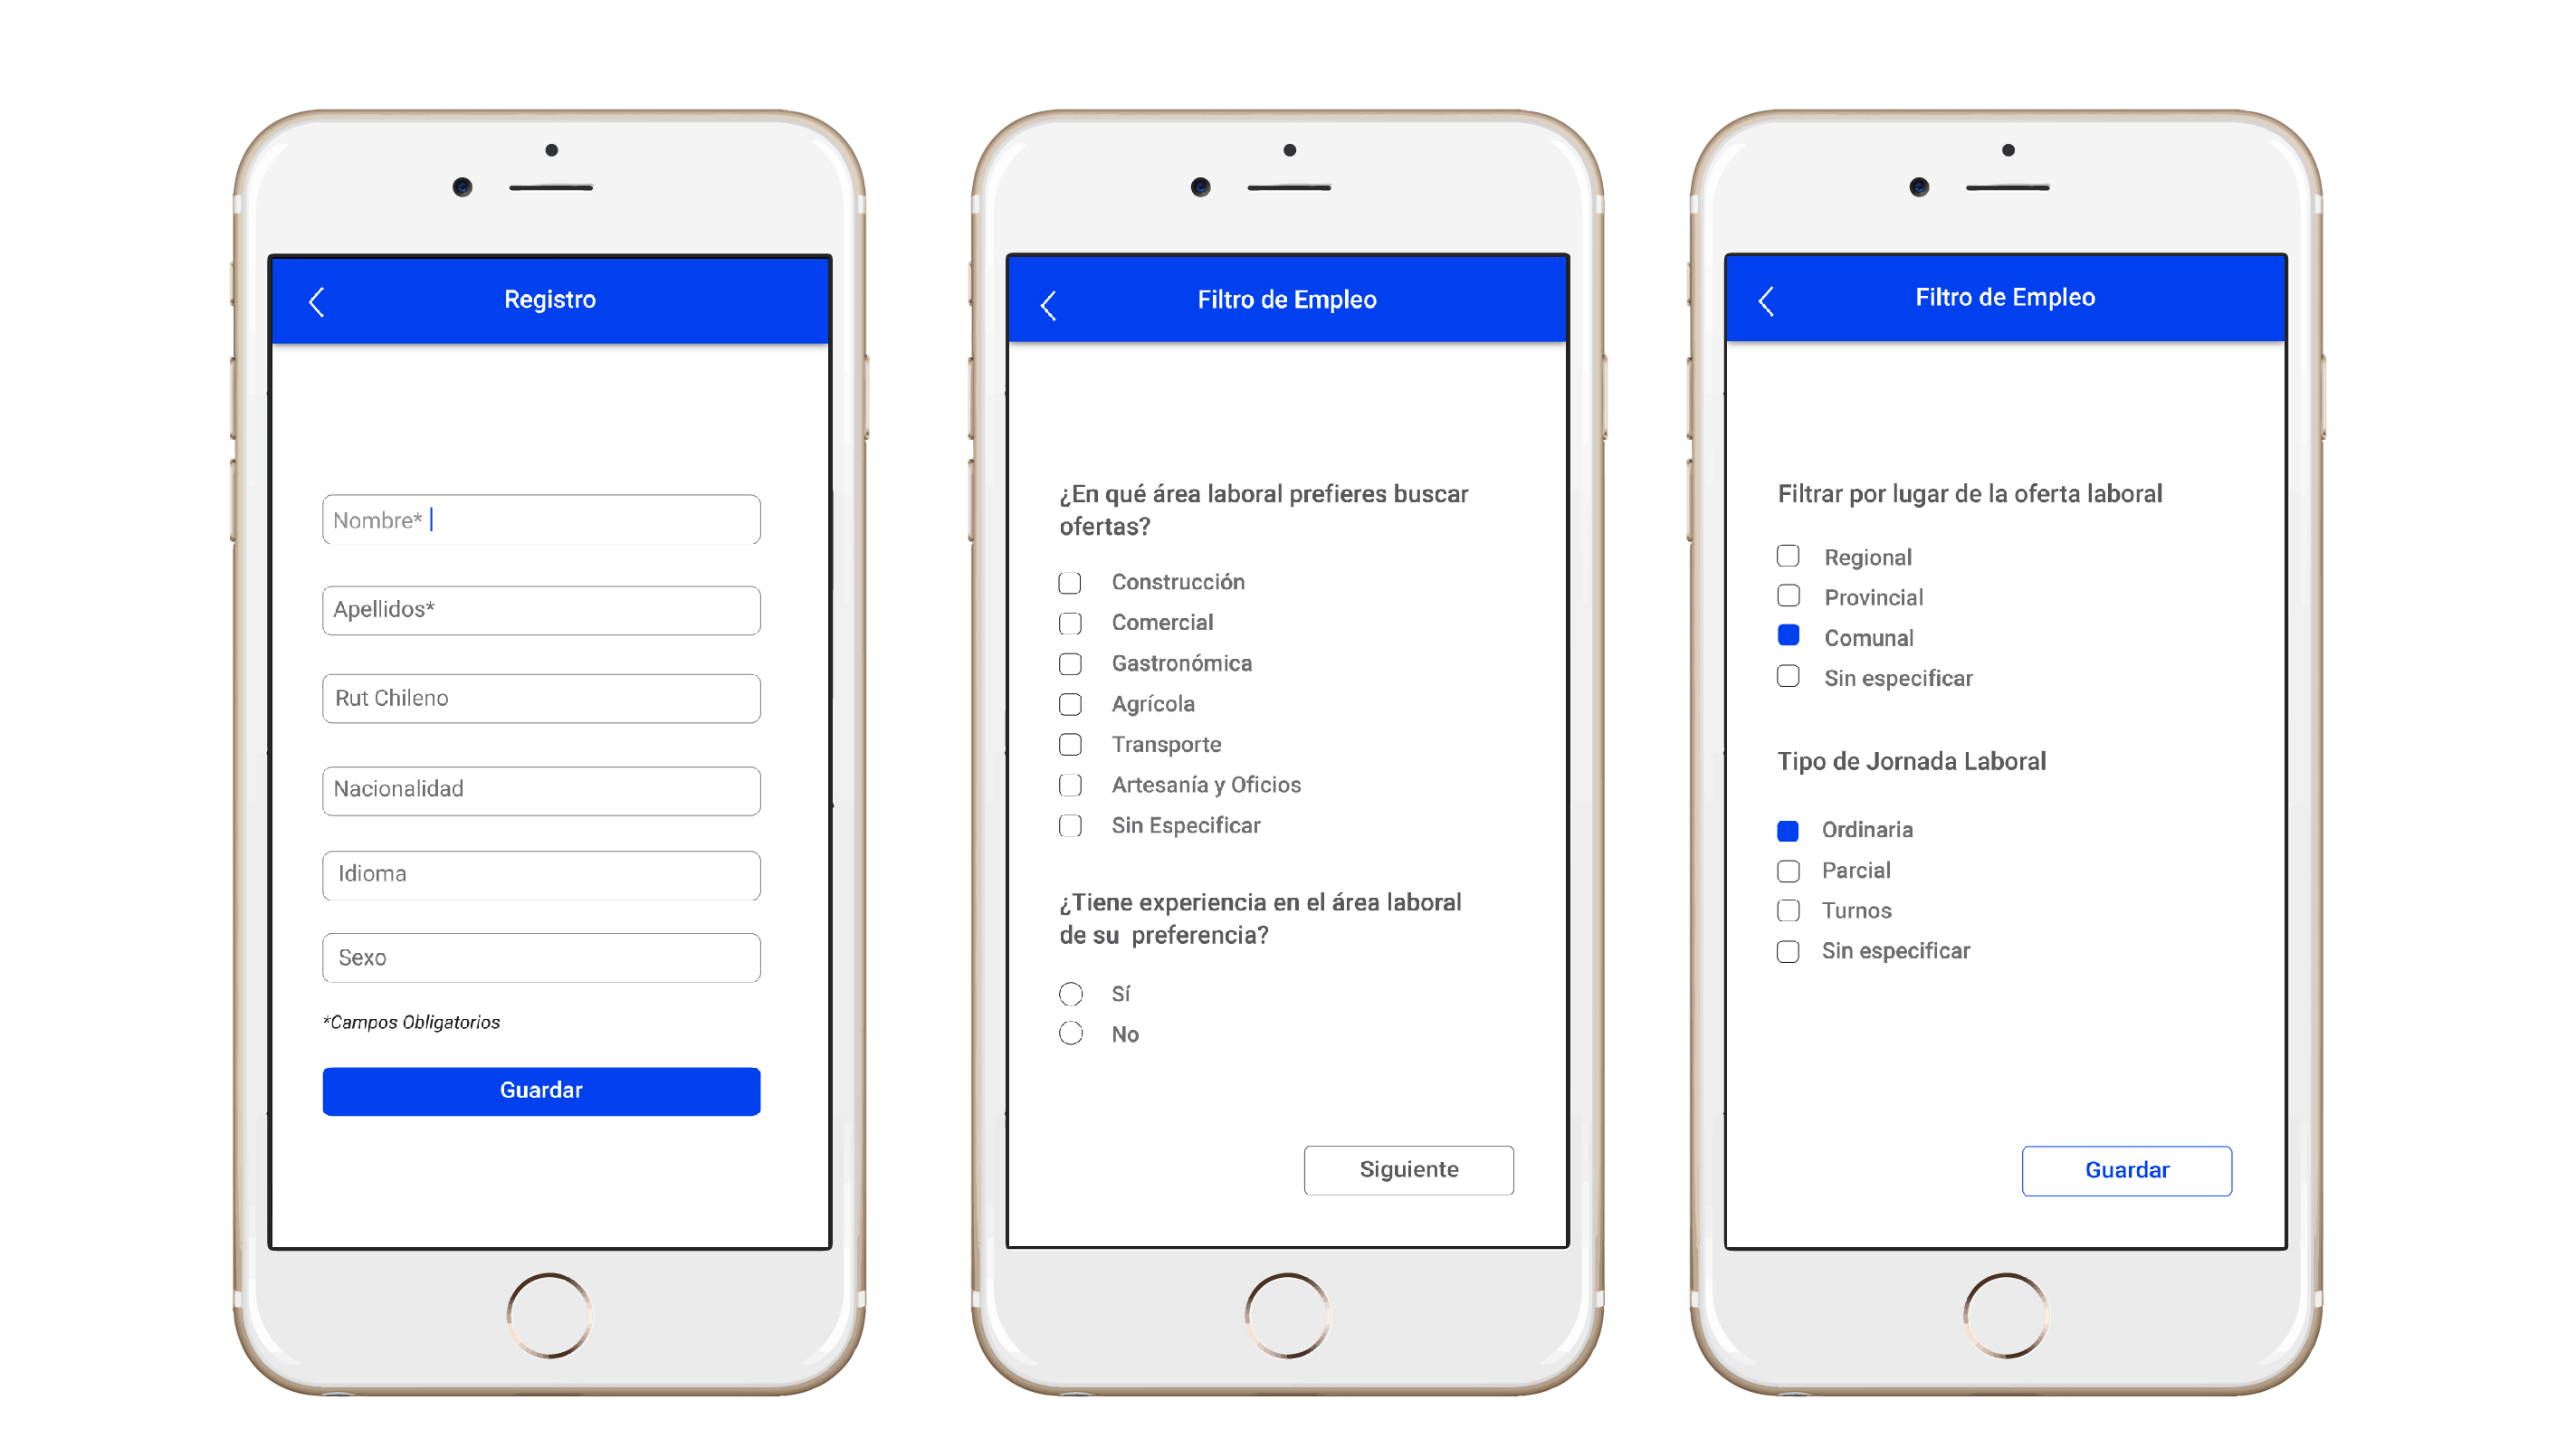 Registro
Nombre*
Apellidos*
Rut Chileno
Nacionalidad
Idioma
Sexo
*Campos Obligatorios
Guardar
Filtro de Empleo
¿En qué área laboral prefieres buscar
ofertas?
Construcción
Comercial
Gastronómica
Agrícola
Transporte
Artesanía y Oficios
Sin Especificar
¿Tiene experiencia en el área laboral
de su preferencia?
Sí
No
Siguiente
Filtro de Empleo
Filtrar por lugar de la oferta laboral
Regional
Provincial
Comunal
Sin especificar
Tipo de Jornada Laboral
Ordinaria
Parcial
Turnos
Sin especificar
Guardar